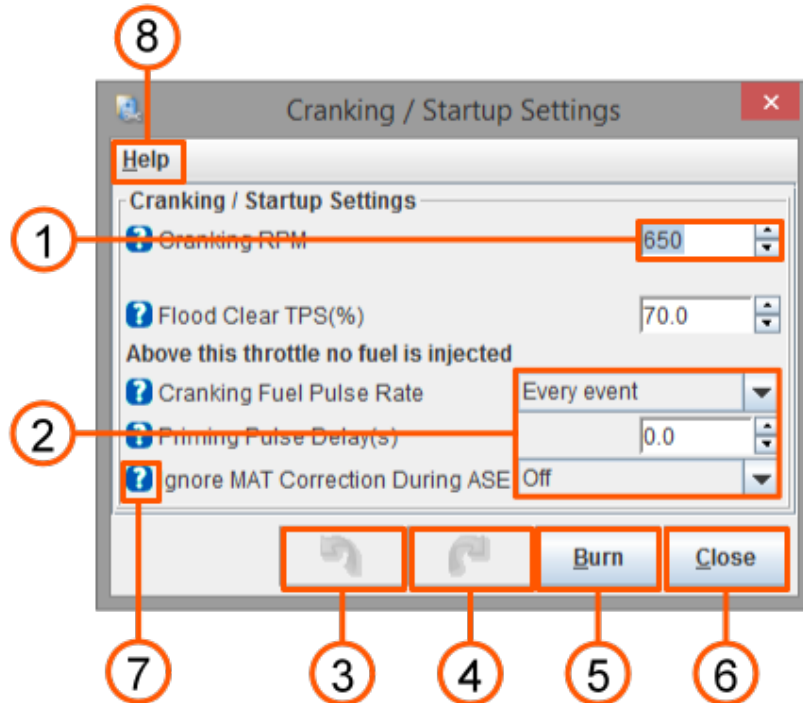 8
Cranking / Startup Settings
Help
Cranking / Startup Settings
1
? Cranking RPM 650
? Flood Clear TPS(%) 70.0
Above this throttle no fuel is injected
? Cranking Fuel Pulse Rate Every event
2
? Priming Pulse Delay(s) 0.0
? gnore MAT Correction During ASE Off
Burn Close
7 3 4 5 6